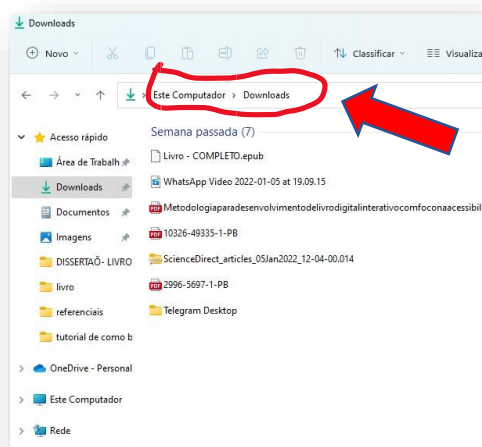 Downloads
Novo
Classificar
Visualiza
Este Computador > Downloads
Acesso rápido
Área de Trabalh
Downloads
Documentos
Imagens
DISSERTAÕ- LIVRO
livro
referenciais
tutorial de como b
OneDrive - Personal
Este Computador
Rede
Semana passada (7)
Livro - COMPLETO.epub
WhatsApp Video 2022-01-05 at 19.09.15
Metodologiaparadesenvolvimentodelivrodigitalinterativocomfoconaacessibil
10326-49335-1-PB
ScienceDirect_articles_05Jan2022_12-04-00.014
2996-5697-1-PB
Telegram Desktop